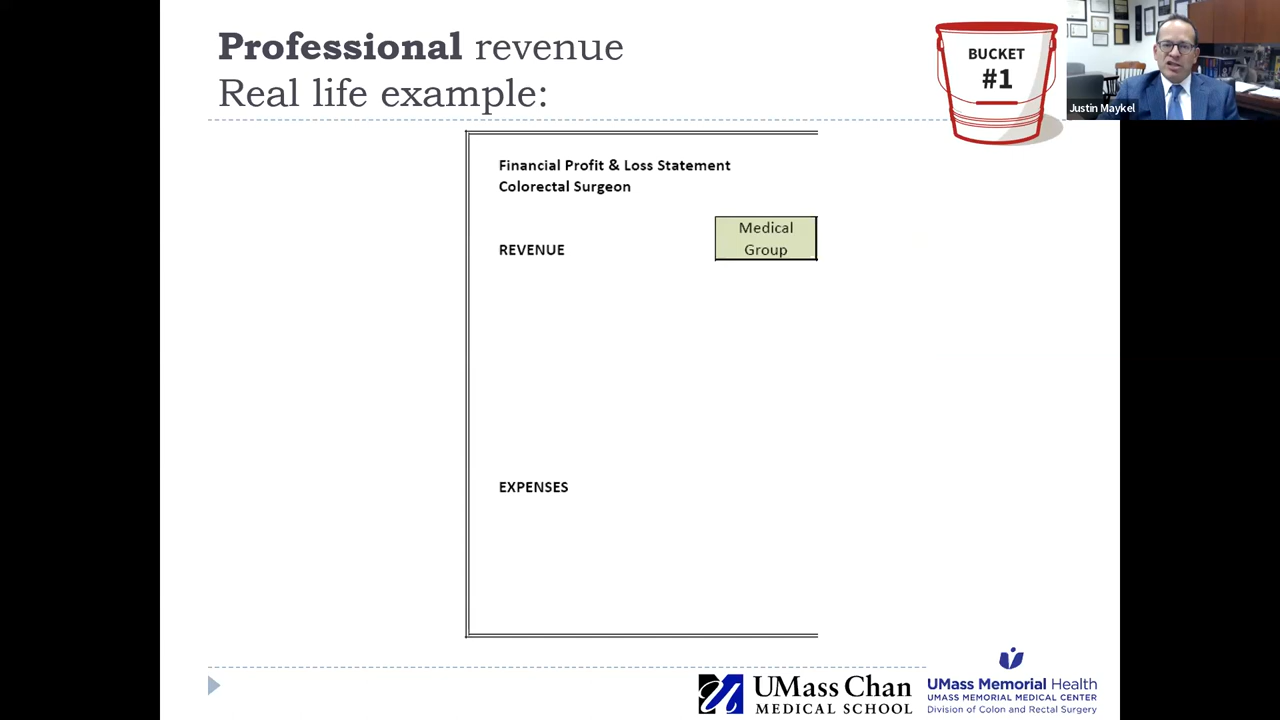 Professional revenue
Real life example:
BUCKET
#1
Justin Maykel
Financial Profit & Loss Statement
Colorectal Surgeon
Medical
Group
REVENUE
EXPENSES
UMass Chan
MEDICAL SCHOOL
UMass Memorial Health
UMASS MEMORIAL MEDICAL CENTER
Division of Colon and Rectal Surgery